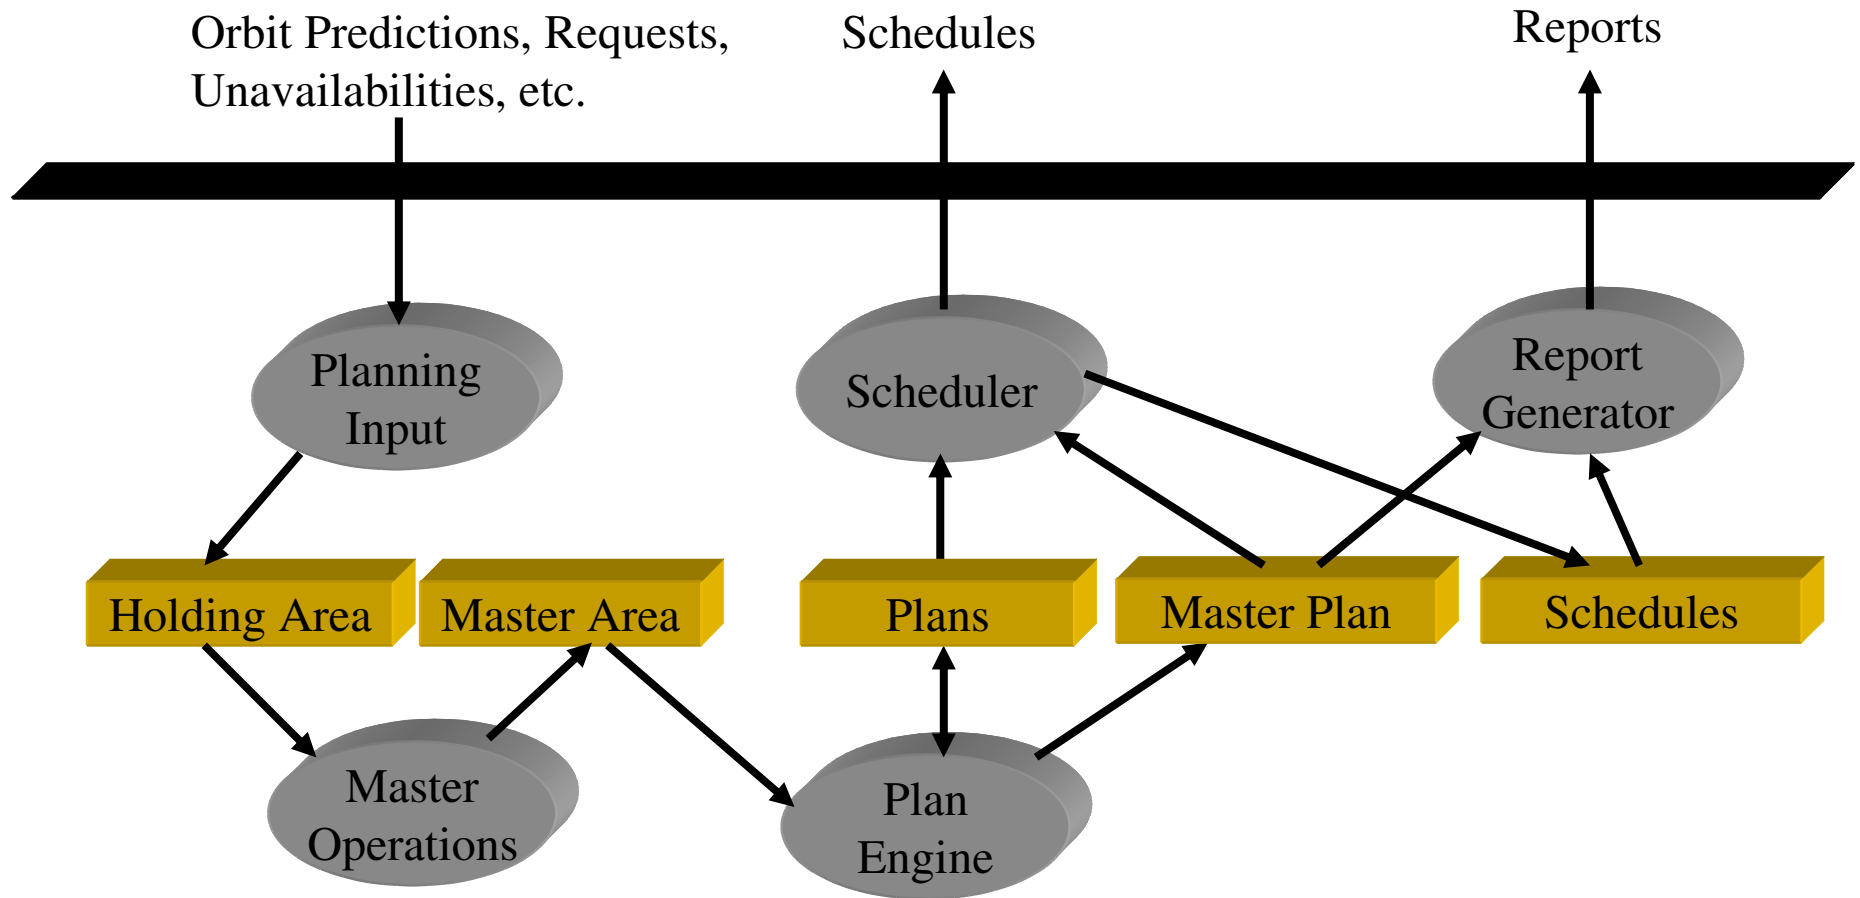 Orbit Predictions, Requests,
Unavailabilities, etc.
Schedules
Reports
Planning
Input
Scheduler
Report
Generator
Holding Area
Master Area
Plans
Master Plan
Schedules
Master
Operations
Plan
Engine